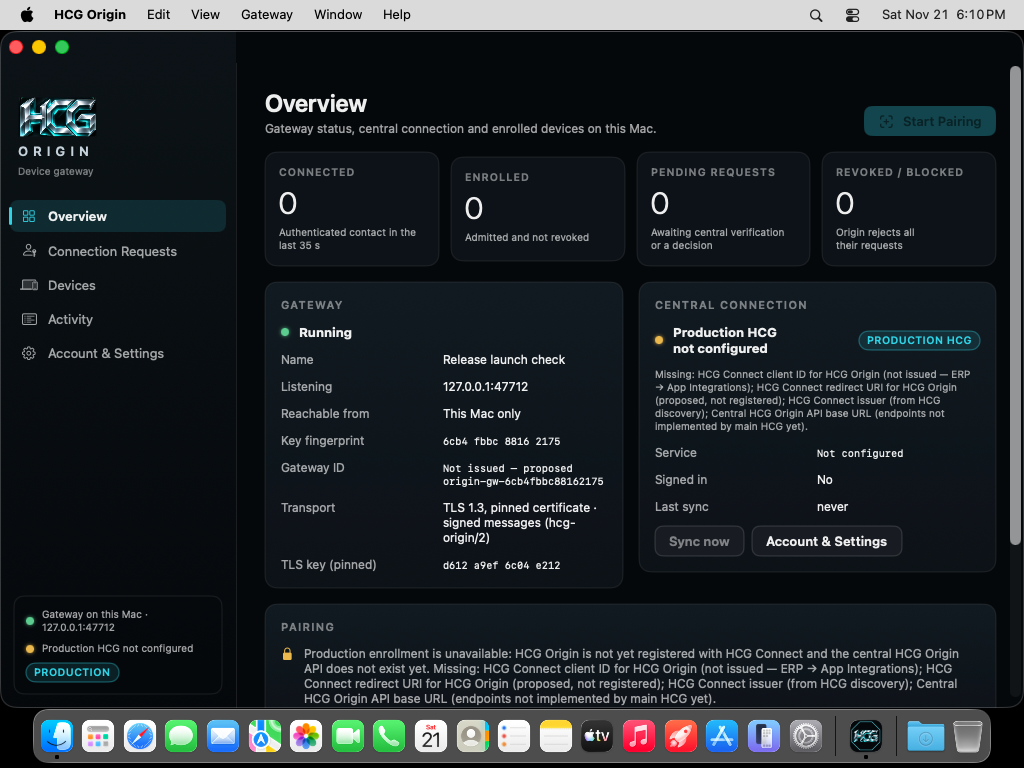 HCG Origin Edit View Gateway Window Help Sat Nov 21 6:10 PM
HCG
ORIGIN
Device gateway
Overview
Connection Requests
Devices
Activity
Account & Settings
Gateway on this Mac ·
127.0.0.1:47712
Production HCG not configured
PRODUCTION
Overview
Gateway status, central connection and enrolled devices on this Mac.
Start Pairing
CONNECTED
0
Authenticated contact in the
last 35 s
ENROLLED
0
Admitted and not revoked
PENDING REQUESTS
0
Awaiting central verification
or a decision
REVOKED / BLOCKED
0
Origin rejects all
their requests
GATEWAY
Running
Name Release launch check
Listening 127.0.0.1:47712
Reachable from This Mac only
Key fingerprint 6cb4 fbbc 8816 2175
Gateway ID Not issued — proposed
origin-gw-6cb4fbbc88162175
Transport TLS 1.3, pinned certificate ·
signed messages (hcg-
origin/2)
TLS key (pinned) d612 a9ef 6c04 e212
CENTRAL CONNECTION
Production HCG
not configured
PRODUCTION HCG
Missing: HCG Connect client ID for HCG Origin (not issued — ERP
→ App Integrations); HCG Connect redirect URI for HCG Origin
(proposed, not registered); HCG Connect issuer (from HCG
discovery); Central HCG Origin API base URL (endpoints not
implemented by main HCG yet).
Service Not configured
Signed in No
Last sync never
Sync now Account & Settings
PAIRING
Production enrollment is unavailable: HCG Origin is not yet registered with HCG Connect and the central HCG Origin
API does not exist yet. Missing: HCG Connect client ID for HCG Origin (not issued — ERP → App Integrations); HCG
Connect redirect URI for HCG Origin (proposed, not registered); HCG Connect issuer (from HCG discovery); Central
HCG Origin API base URL (endpoints not implemented by main HCG yet).
Sat
21
tv
HCG